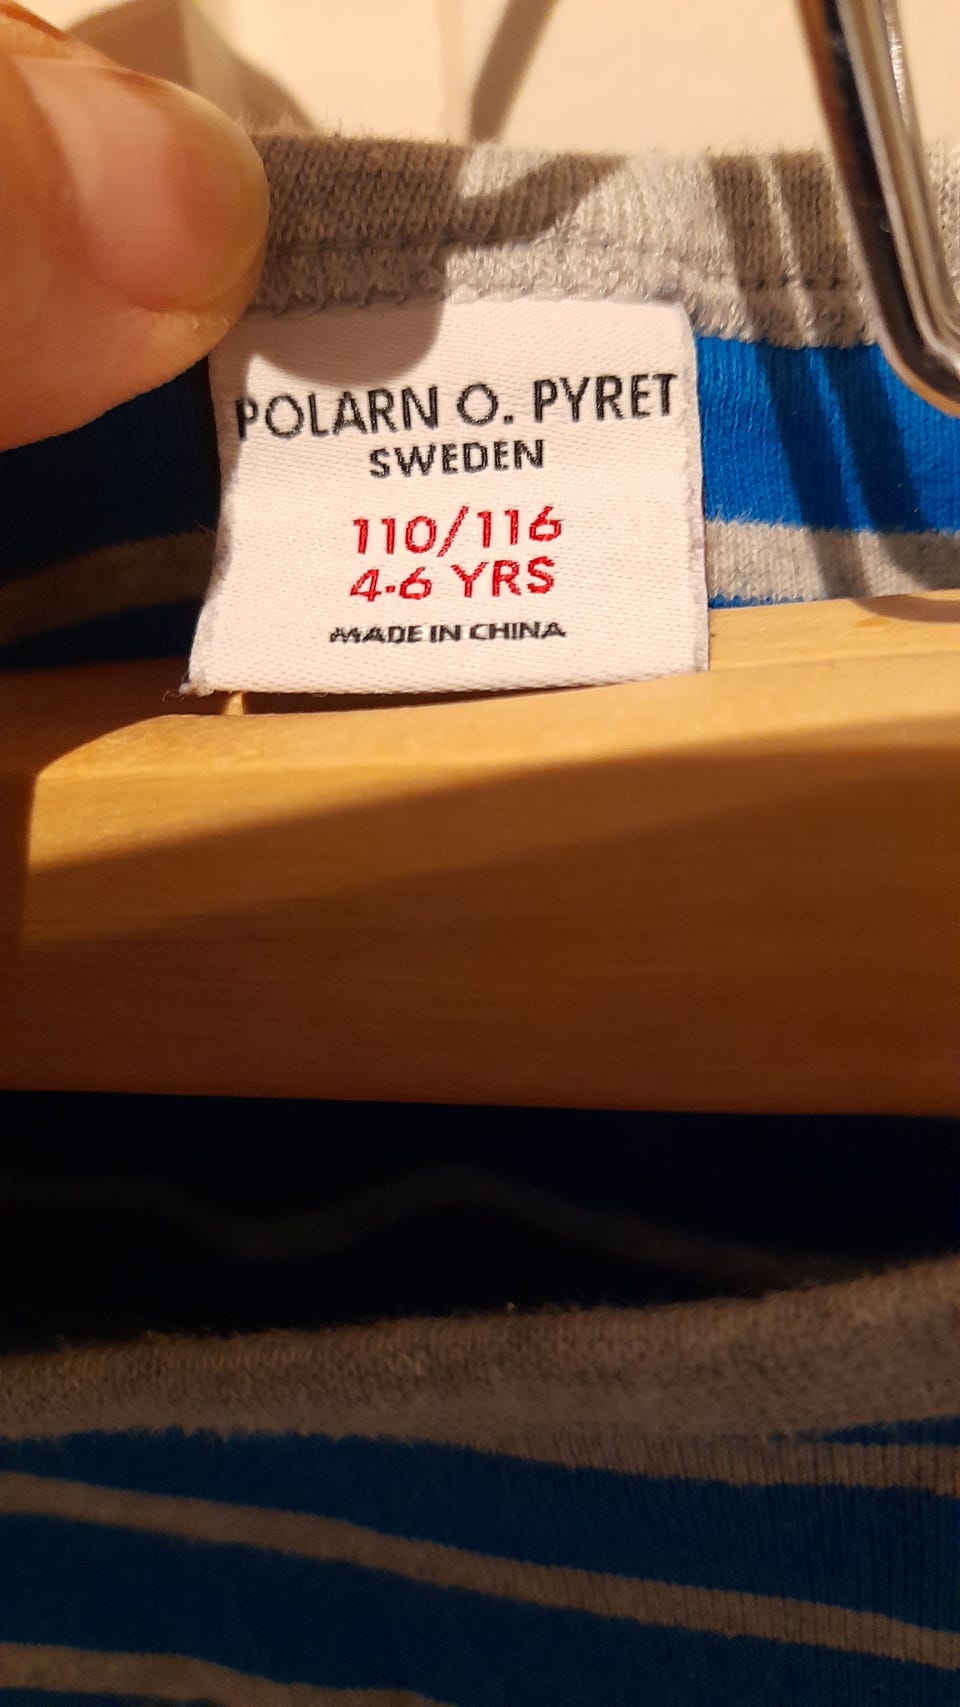 POLARN O. PYRET
SWEDEN
110/116
4-6 YRS
MADE IN CHINA